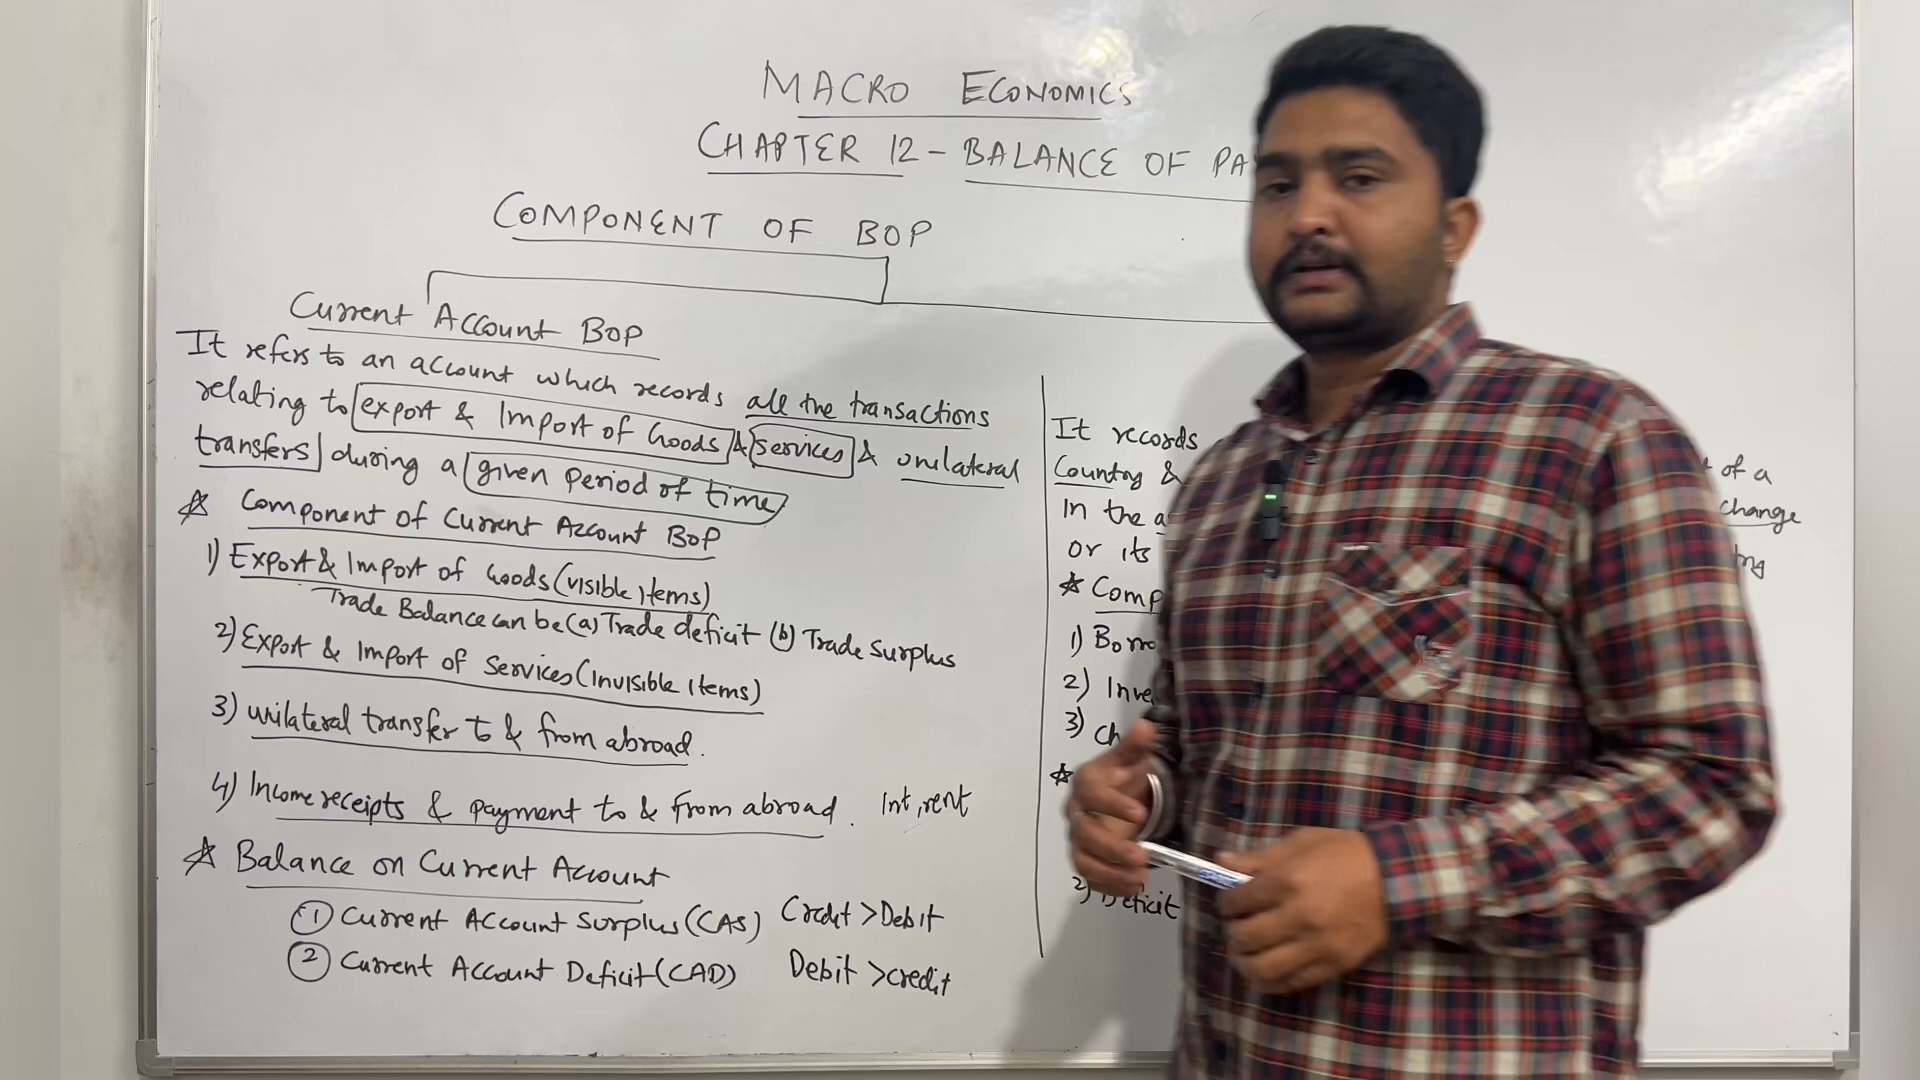 MACRO ECONOMICS
CHAPTER 12 - BALANCE OF PA
COMPONENT OF BOP
Current Account BOP
It refers to an account which records all the transactions
relating to export & Import of Goods & services & unilateral
transfers during a given period of time
☆ Component of Current Account BOP
1) Export & Import of Goods (visible items)
Trade Balance can be (a) Trade deficit (b) Trade surplus
2) Export & Import of services (invisible items)
3) unilateral transfer to & from abroad.
4) Income receipts & payment to & from abroad. Int, rent
☆ Balance on Current Account
① Current Account Surplus (CAS) Credit > Debit
② Current Account Deficit (CAD) Debit > credit
It records
Country & of a
In the a change
or its
☆ Comp
1) Borro
2) Inve
3) Ch
☆
2) Deficit